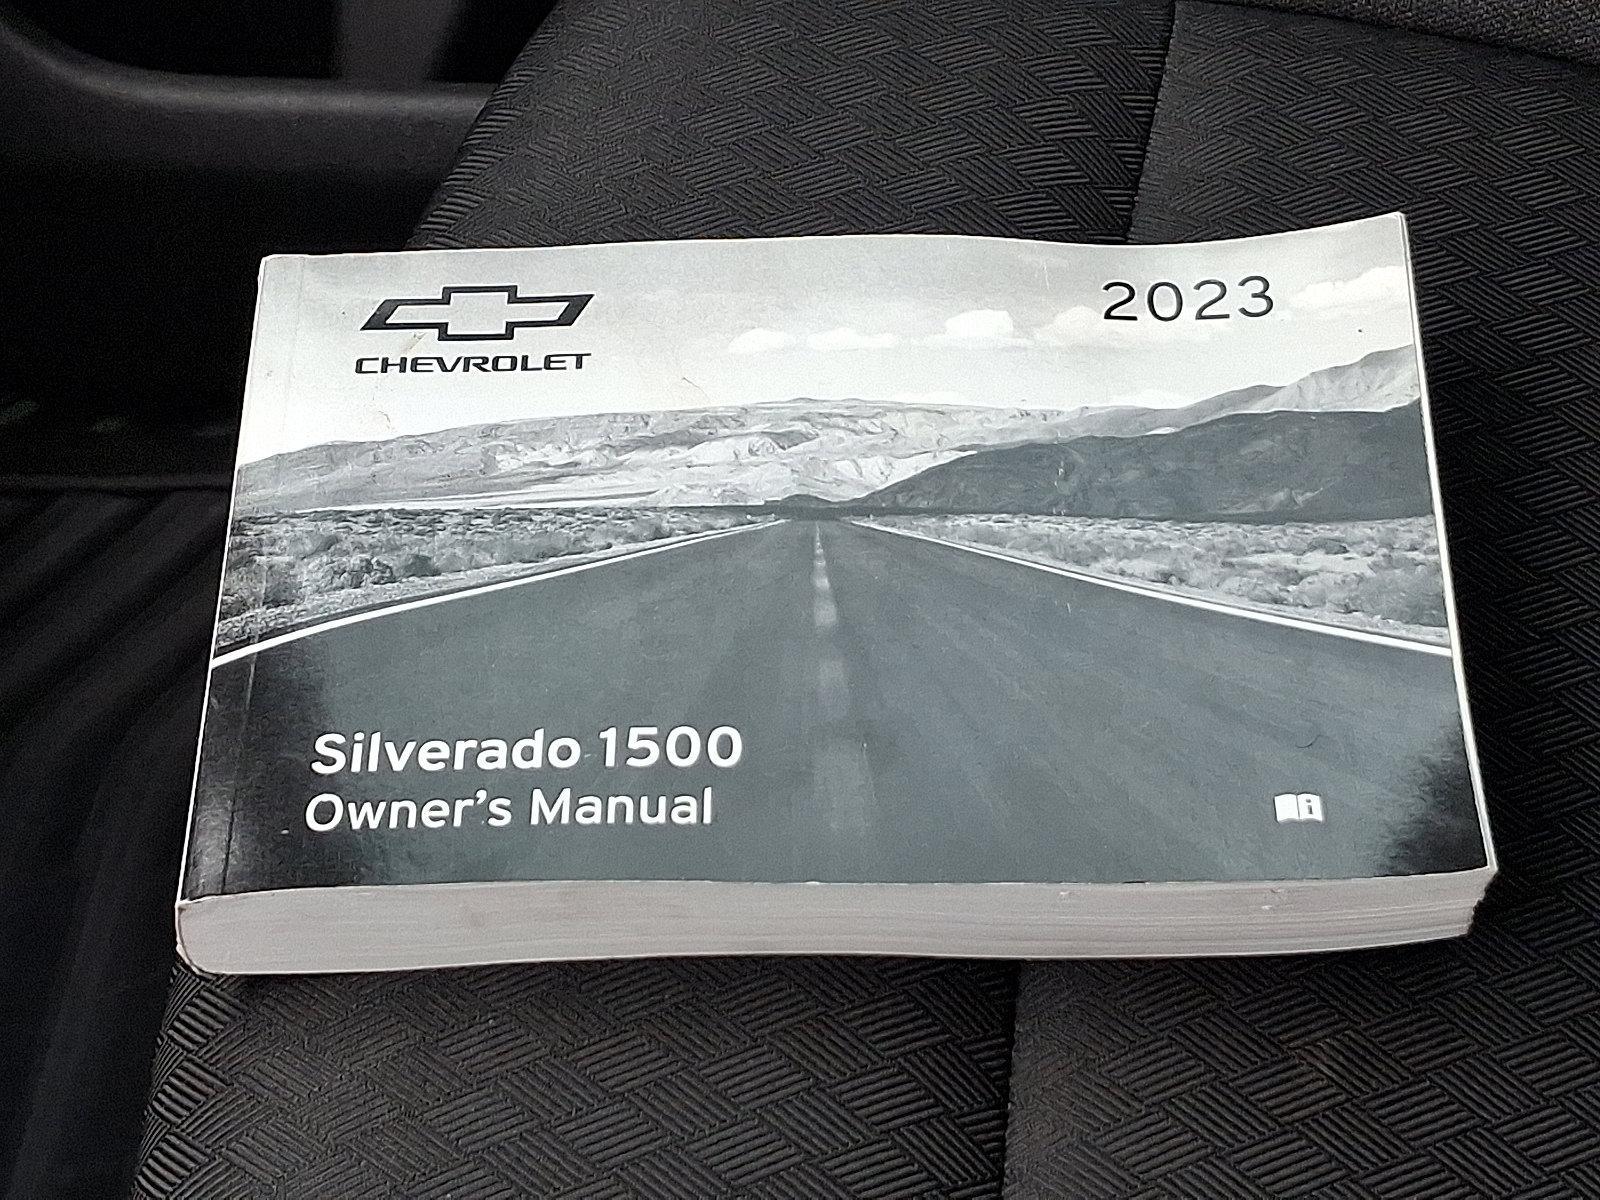 CHEVROLET
2023
Silverado 1500
Owner's Manual
i